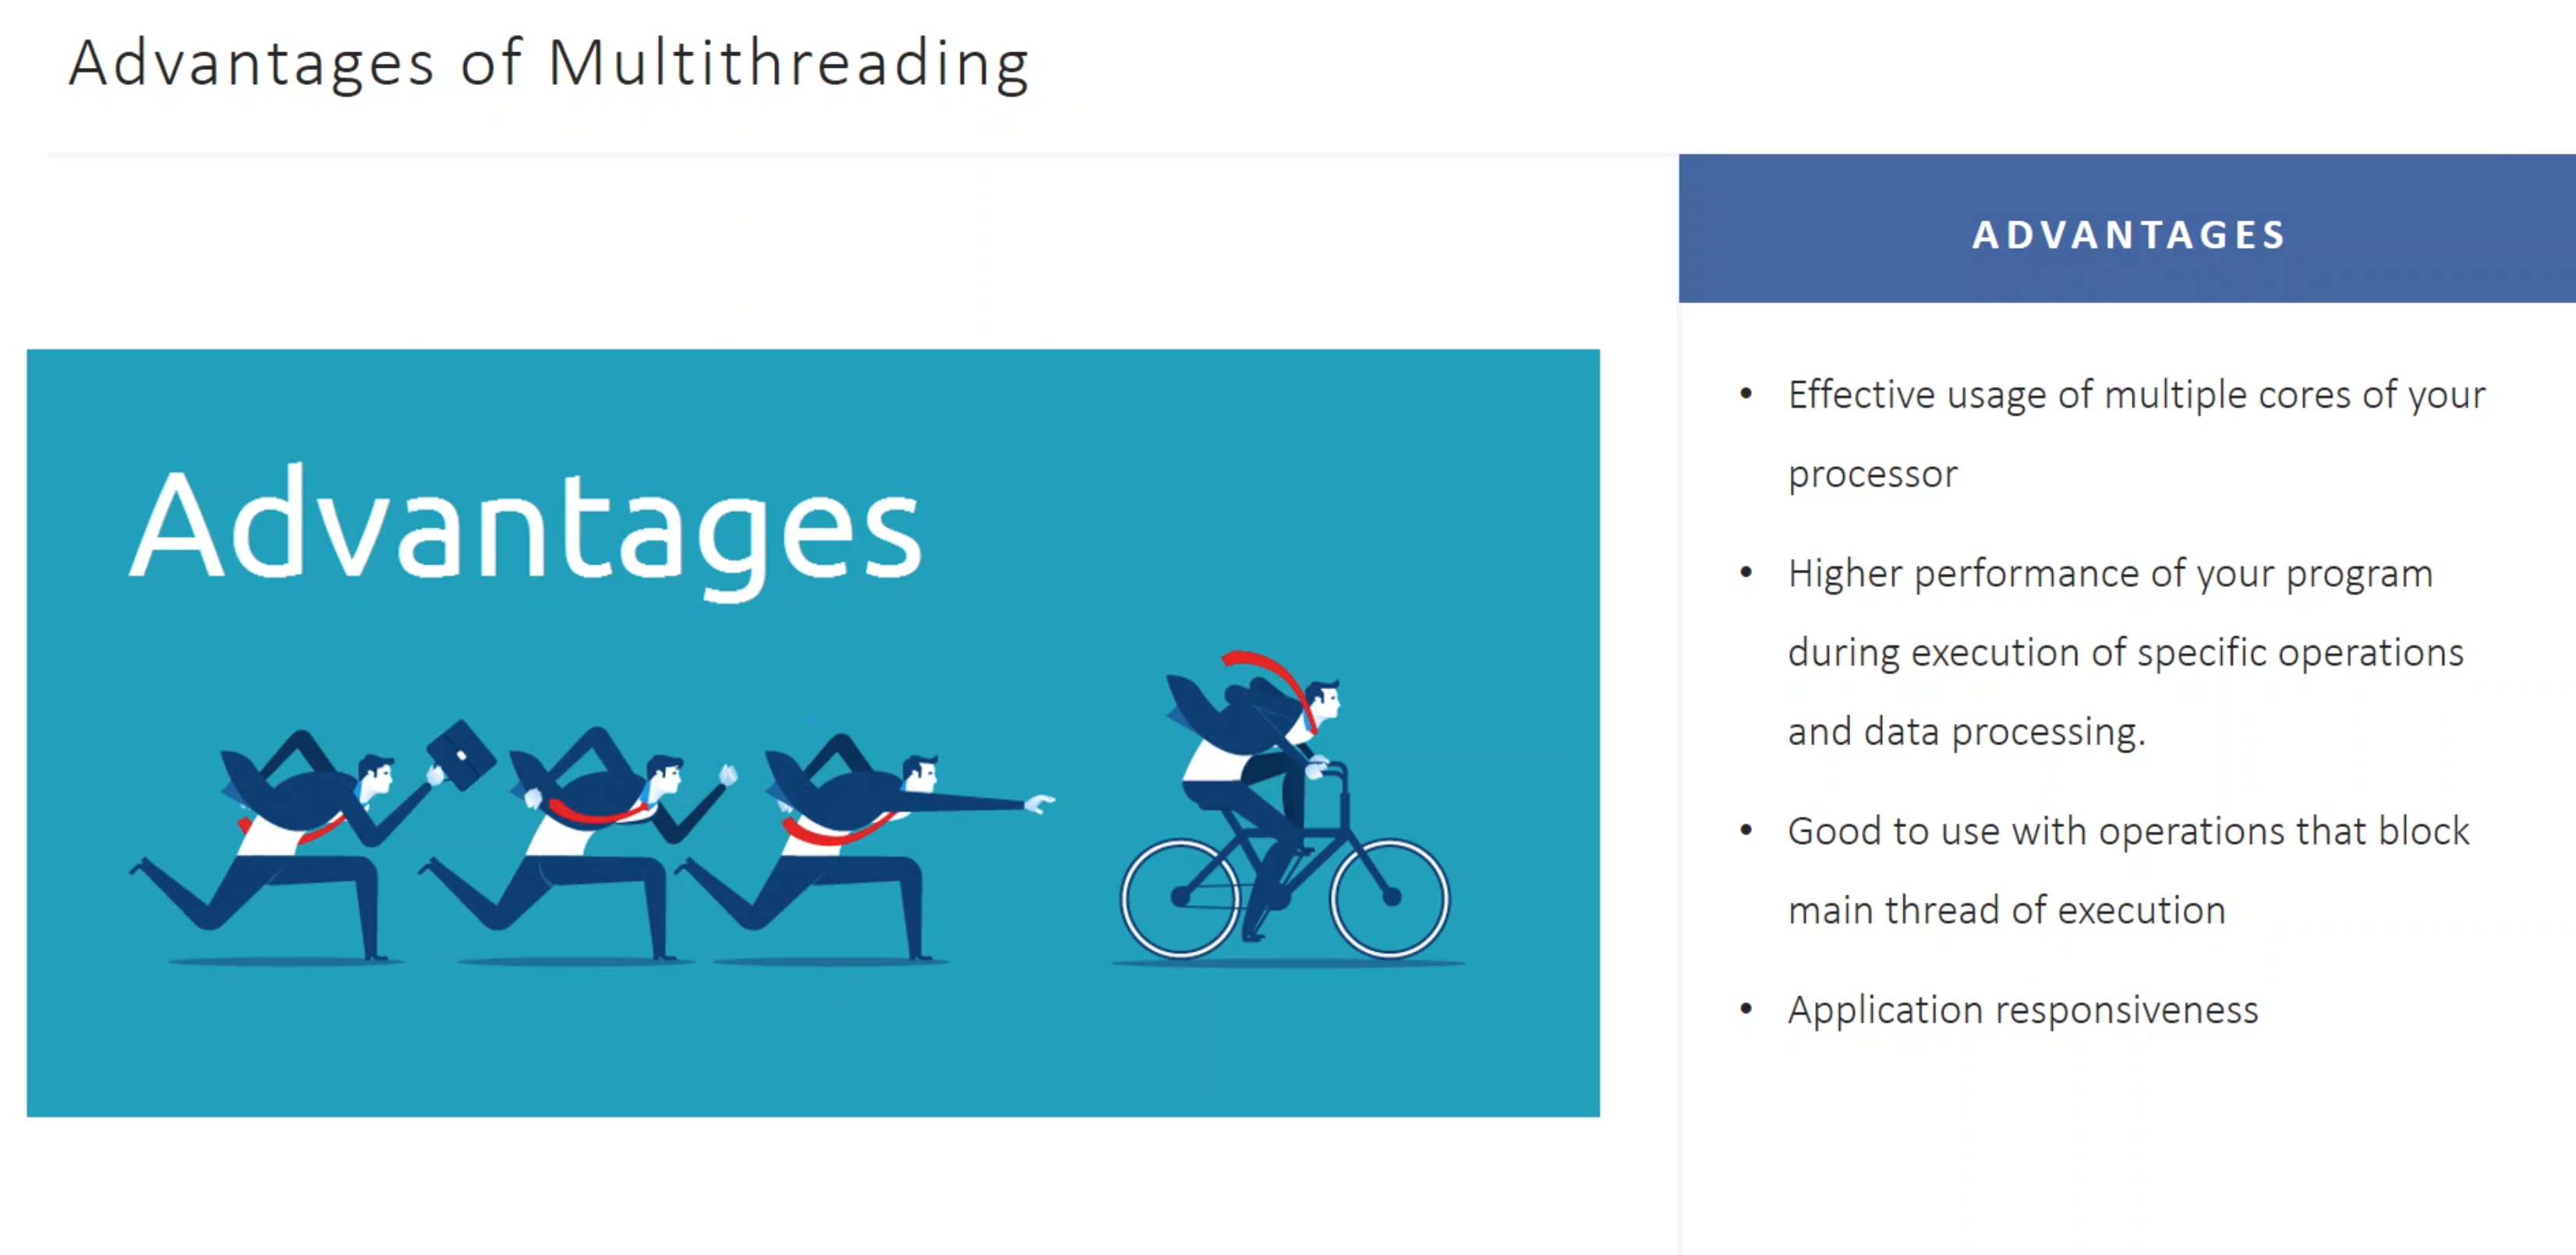 Advantages of Multithreading
Advantages
ADVANTAGES
• Effective usage of multiple cores of your
processor
• Higher performance of your program
during execution of specific operations
and data processing.
• Good to use with operations that block
main thread of execution
• Application responsiveness